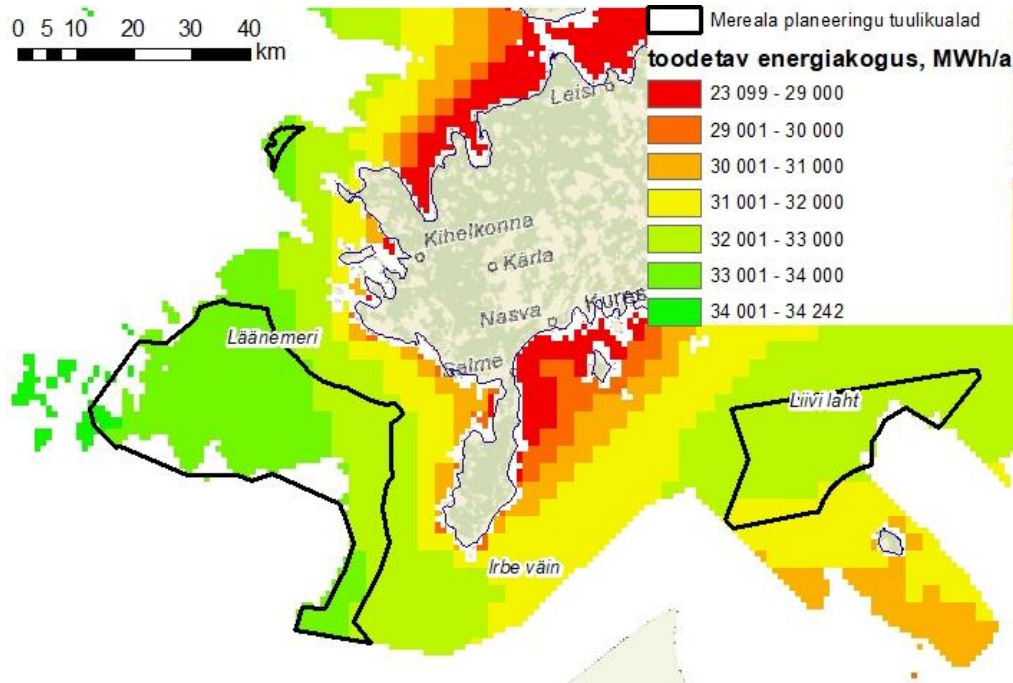 0 5 10 20 30 40
km
Mereala planeeringu tuulikualad
toodetav energiakogus, MWh/a
23 099 - 29 000
29 001 - 30 000
30 001 - 31 000
31 001 - 32 000
32 001 - 33 000
33 001 - 34 000
34 001 - 34 242
Leisi
Kihelkonna
Kärla
Nasva
Kures
Läänemeri
Salme
Liivi laht
Irbe väin